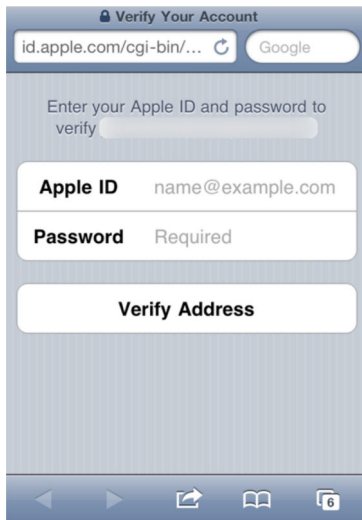 Verify Your Account
id.apple.com/cgi-bin/... Google
Enter your Apple ID and password to
verify
Apple ID name@example.com
Password Required
Verify Address
6